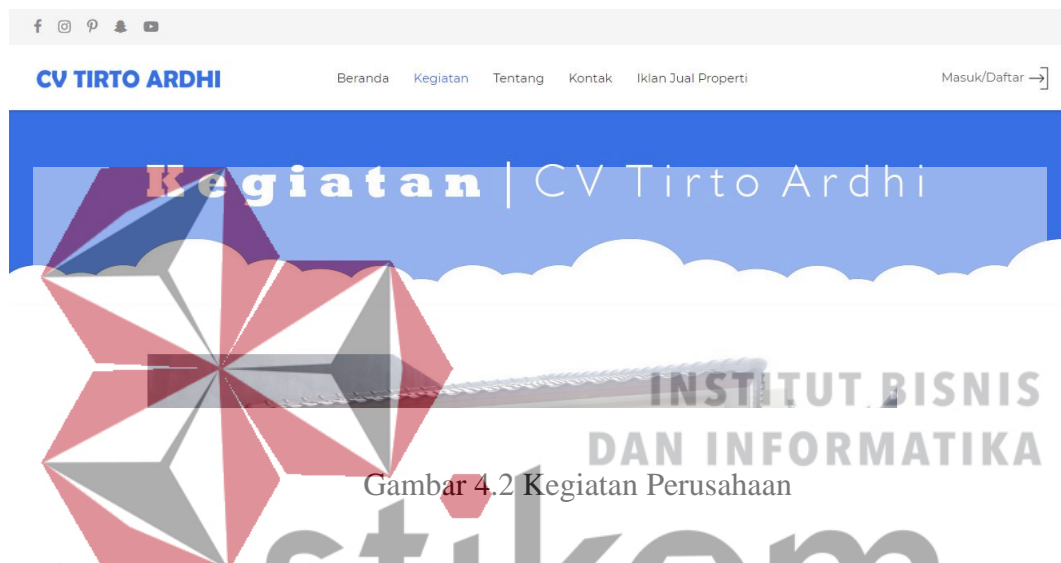 CV TIRTO ARDHI
Beranda Kegiatan Tentang Kontak Iklan Jual Properti
Masuk/Daftar
Kegiatan | CV Tirto Ardhi
INSTITUT BISNIS
DAN INFORMATIKA
Gambar 4.2 Kegiatan Perusahaan
stikom